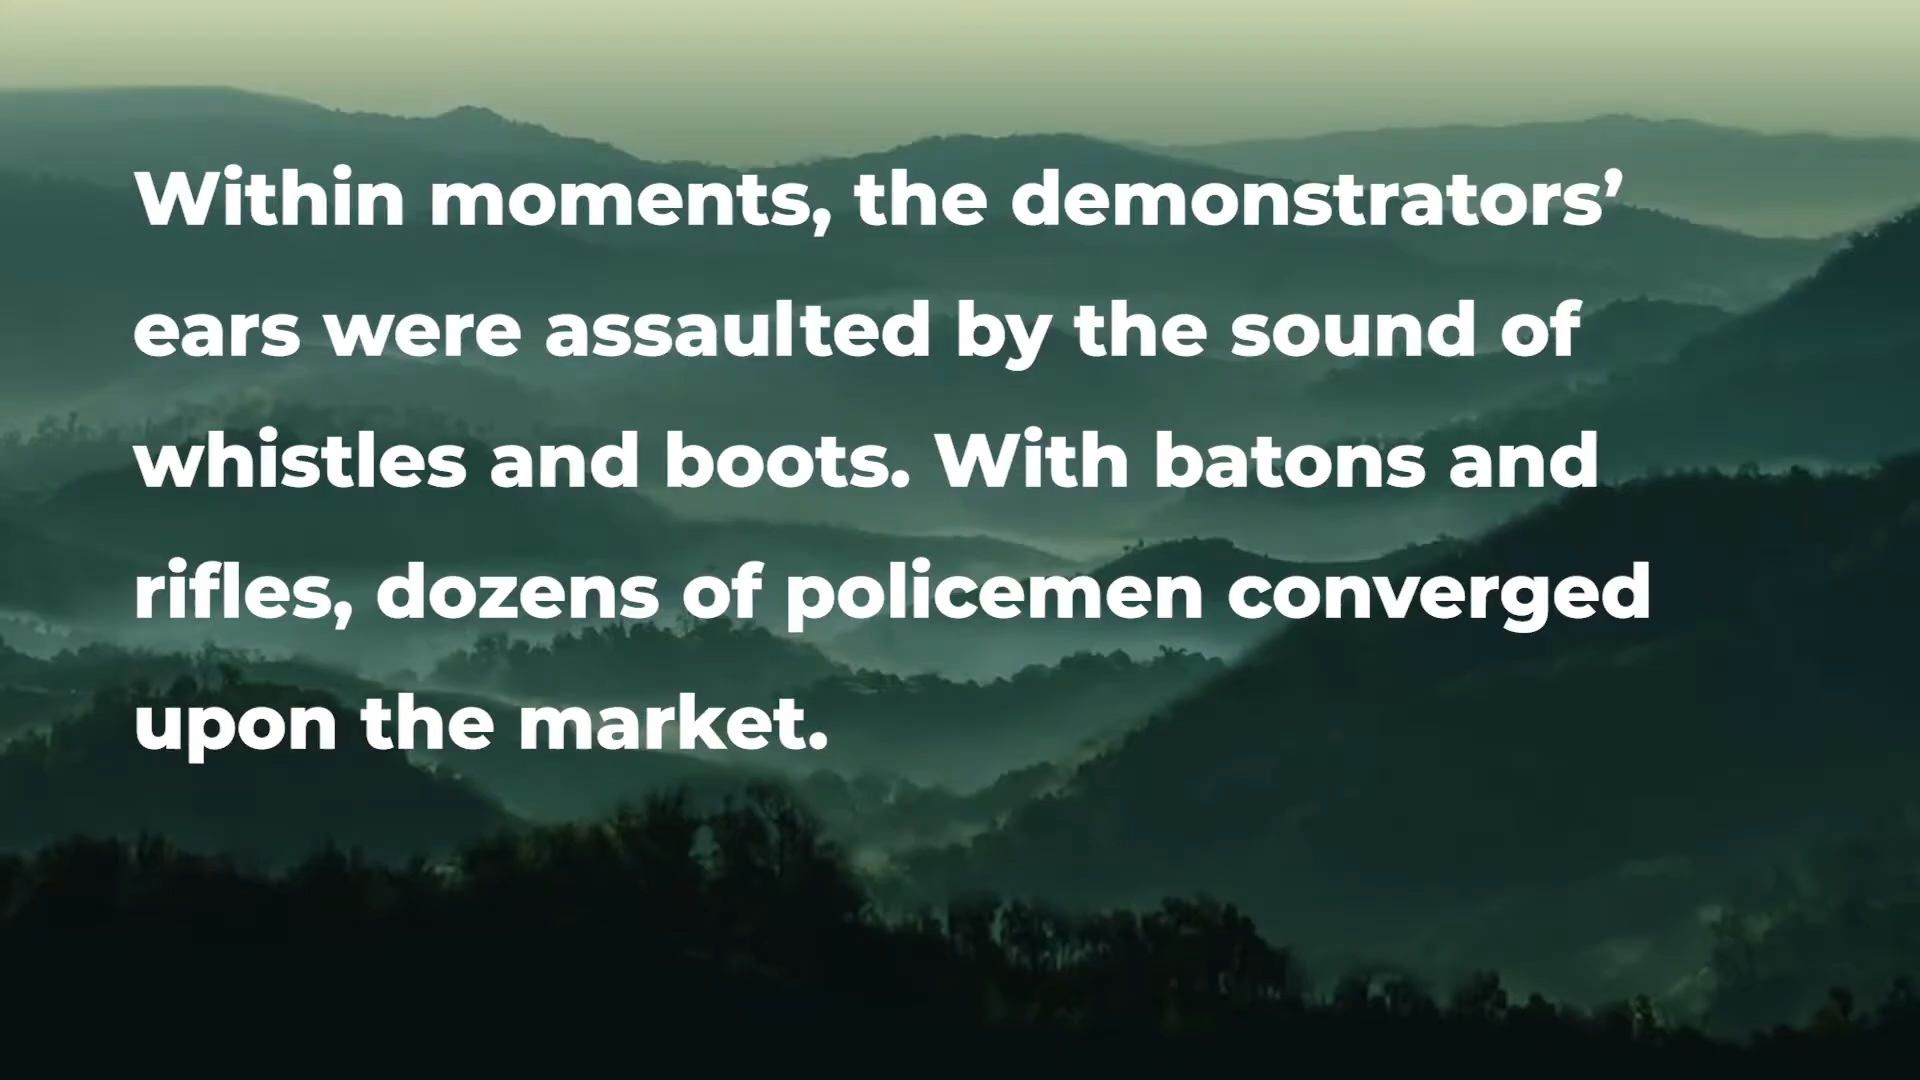 Within moments, the demonstrators’
ears were assaulted by the sound of
whistles and boots. With batons and
rifles, dozens of policemen converged
upon the market.